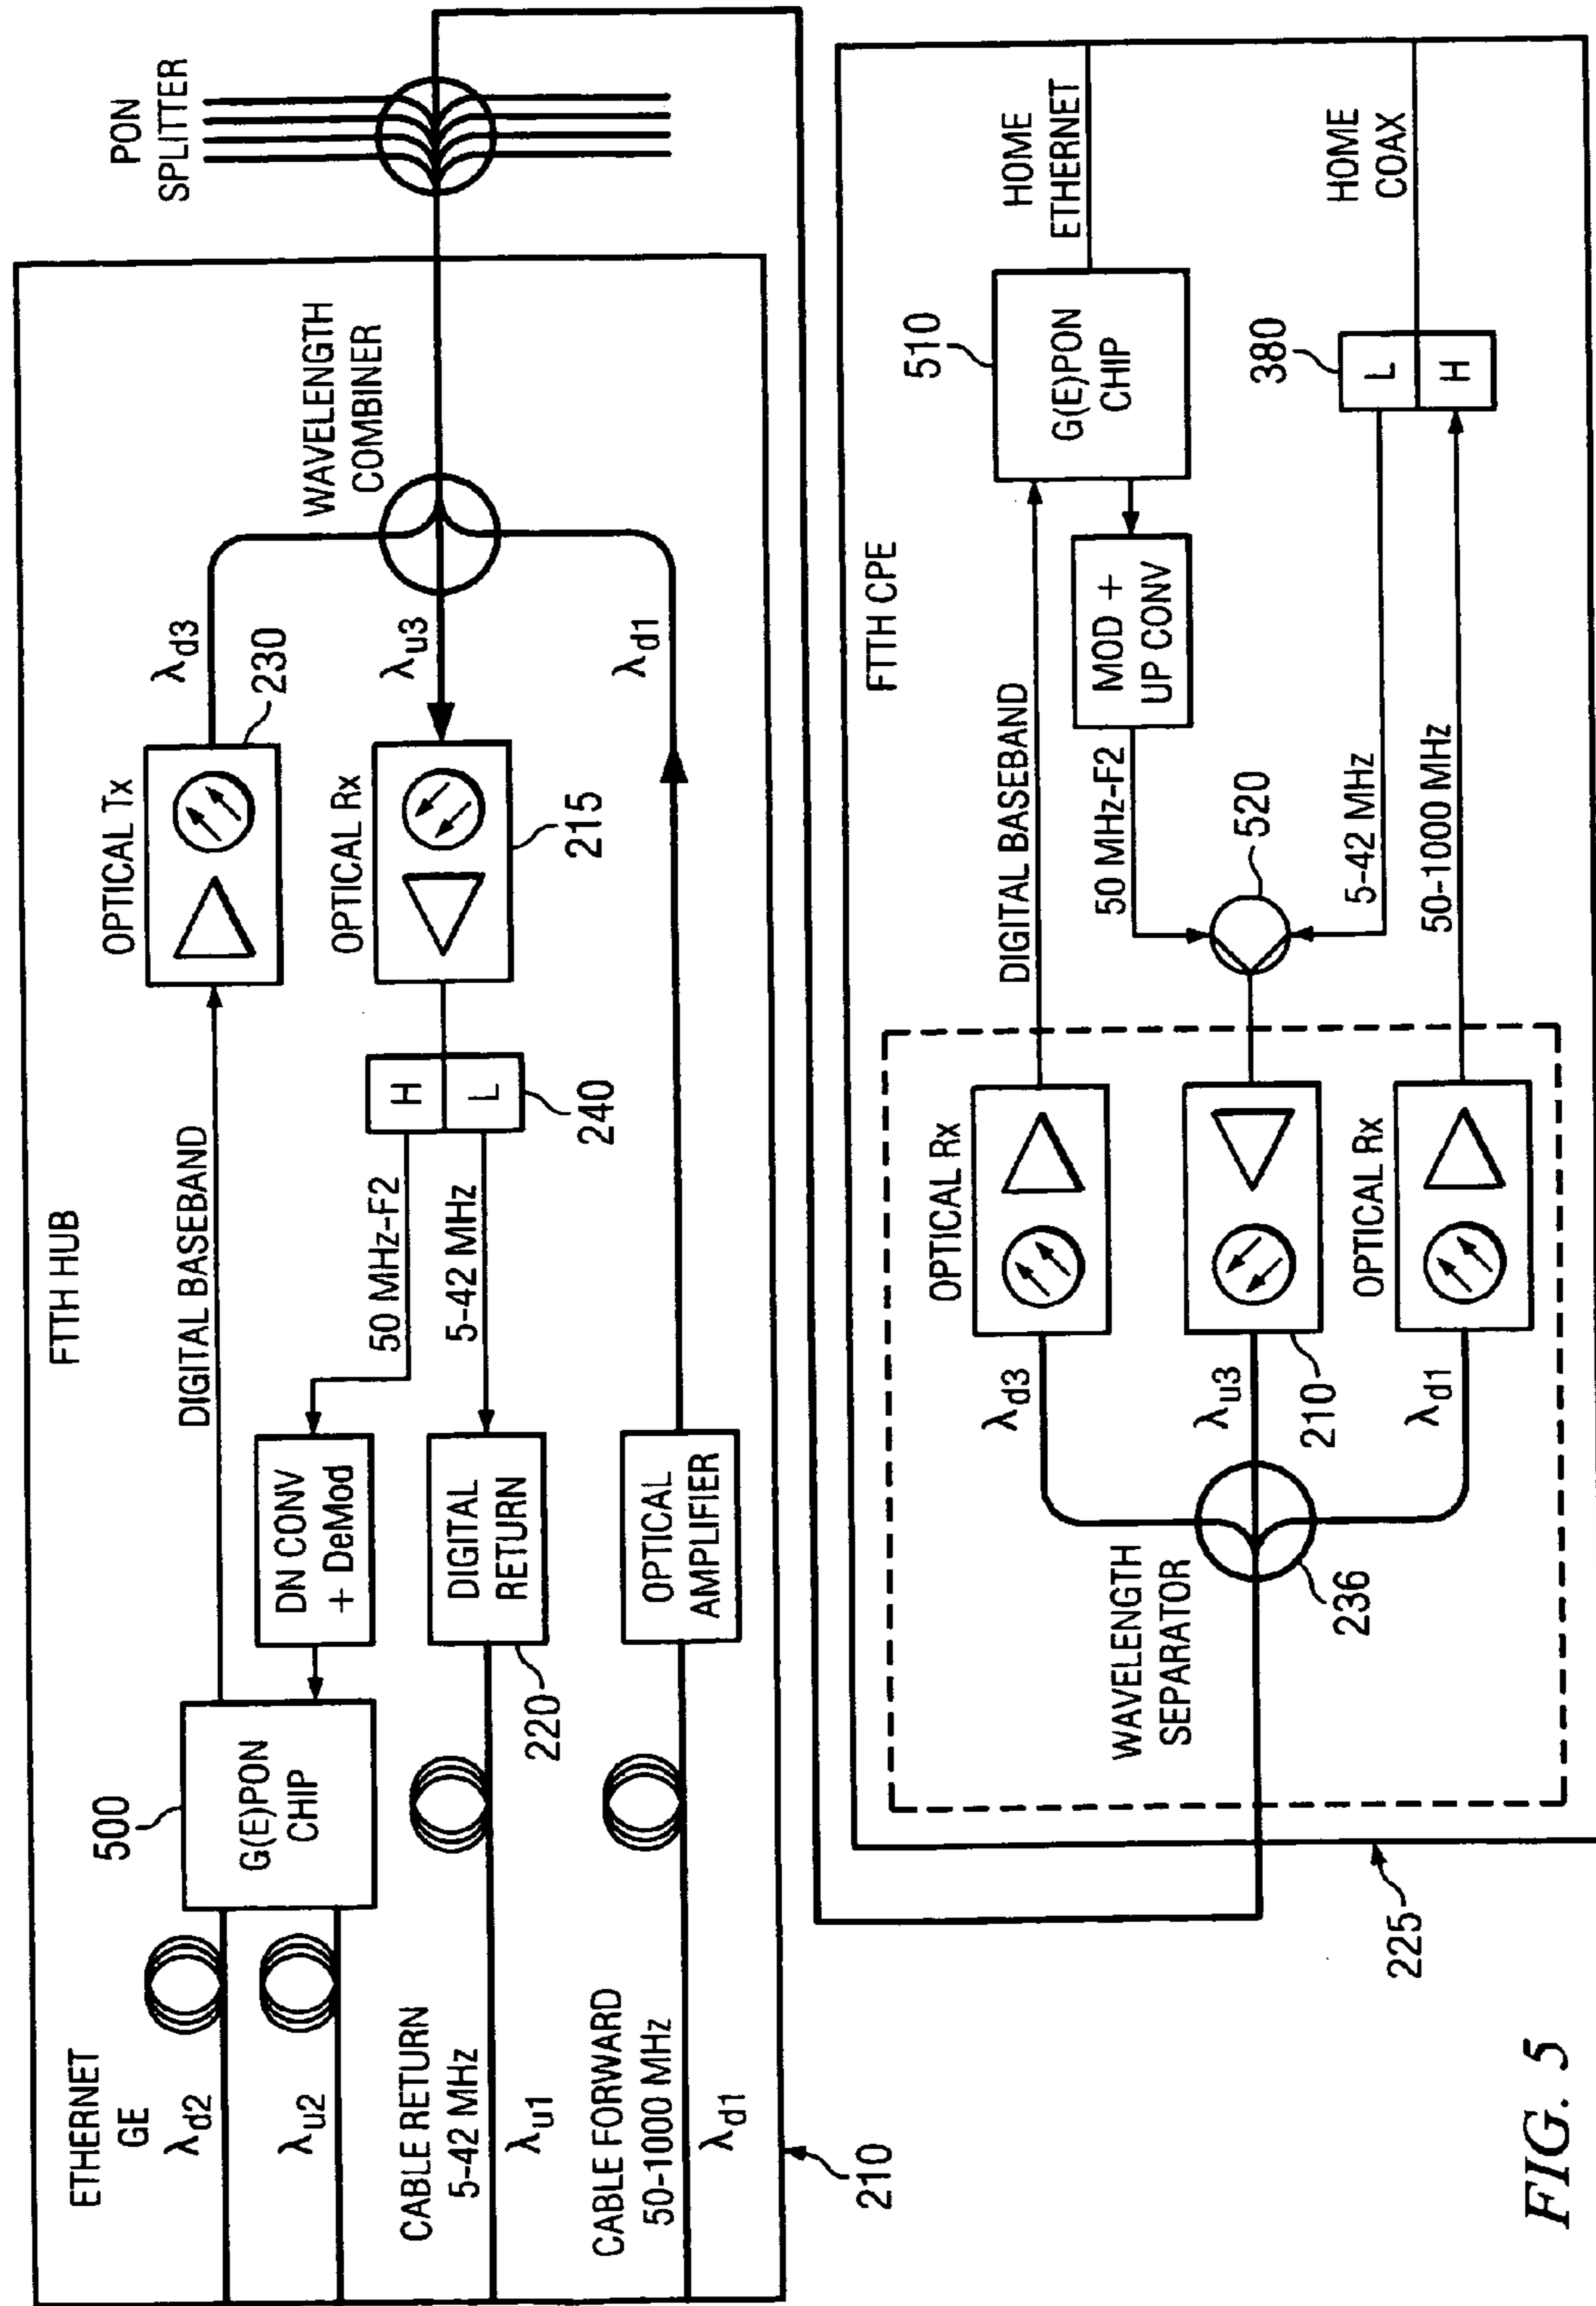 FTTH HUB
ETHERNET
GE
λd2
λu2
500
G(E)PON
CHIP
DIGITAL BASEBAND
DN CONV
+ DeMod
50 MHz-F2
OPTICAL Tx
230
λd3
CABLE RETURN
5-42 MHz
λu1
220
DIGITAL
RETURN
5-42 MHz
H
L
240
OPTICAL Rx
215
λu3
WAVELENGTH
COMBINER
PON
SPLITTER
CABLE FORWARD
50-1000 MHz
λd1
OPTICAL
AMPLIFIER
λd1
210
FTTH CPE
WAVELENGTH
SEPARATOR
236
λd3
OPTICAL Rx
DIGITAL BASEBAND
510
G(E)PON
CHIP
HOME
ETHERNET
MOD +
UP CONV
50 MHz-F2
520
λu3
210
5-42 MHz
380
L
H
HOME
COAX
λd1
OPTICAL Rx
50-1000 MHz
225
FIG. 5